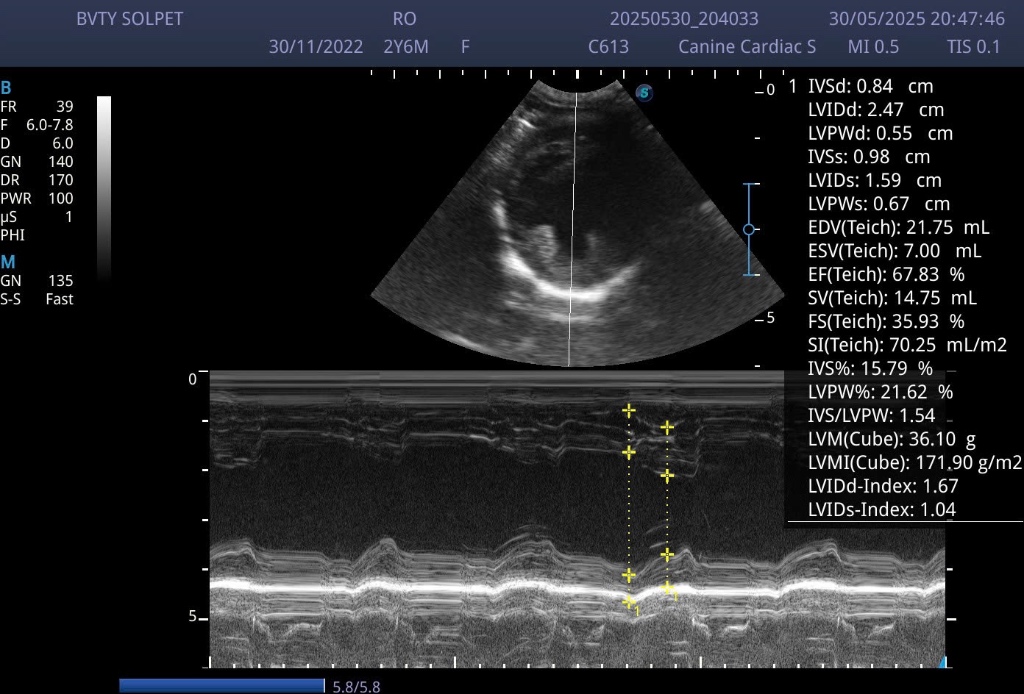 BVTY SOLPET RO 20250530_204033 30/05/2025 20:47:46
30/11/2022 2Y6M F C613 Canine Cardiac S MI 0.5 TIS 0.1
B
FR 39
F 6.0-7.8
D 6.0
GN 140
DR 170
PWR 100
µS 1
PHI
M
GN 135
S-S Fast
S
0
5
1 IVSd: 0.84 cm
LVIDd: 2.47 cm
LVPWd: 0.55 cm
IVSs: 0.98 cm
LVIDs: 1.59 cm
LVPWs: 0.67 cm
EDV(Teich): 21.75 mL
ESV(Teich): 7.00 mL
EF(Teich): 67.83 %
SV(Teich): 14.75 mL
FS(Teich): 35.93 %
SI(Teich): 70.25 mL/m2
IVS%: 15.79 %
LVPW%: 21.62 %
IVS/LVPW: 1.54
LVM(Cube): 36.10 g
LVMI(Cube): 171.90 g/m2
LVIDd-Index: 1.67
LVIDs-Index: 1.04
0
5
1
1
5.8/5.8